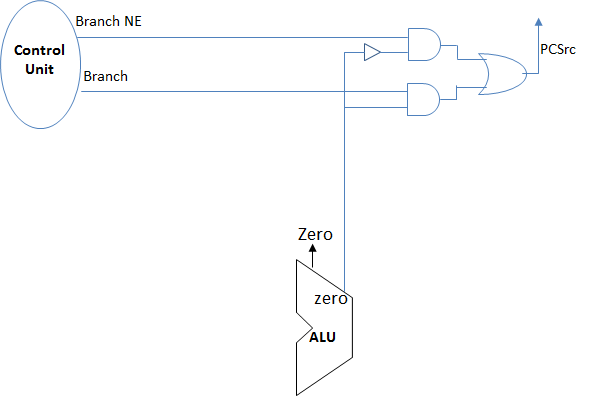 Branch NE
Control
Unit
PCSrc
Branch
Zero
zero
ALU